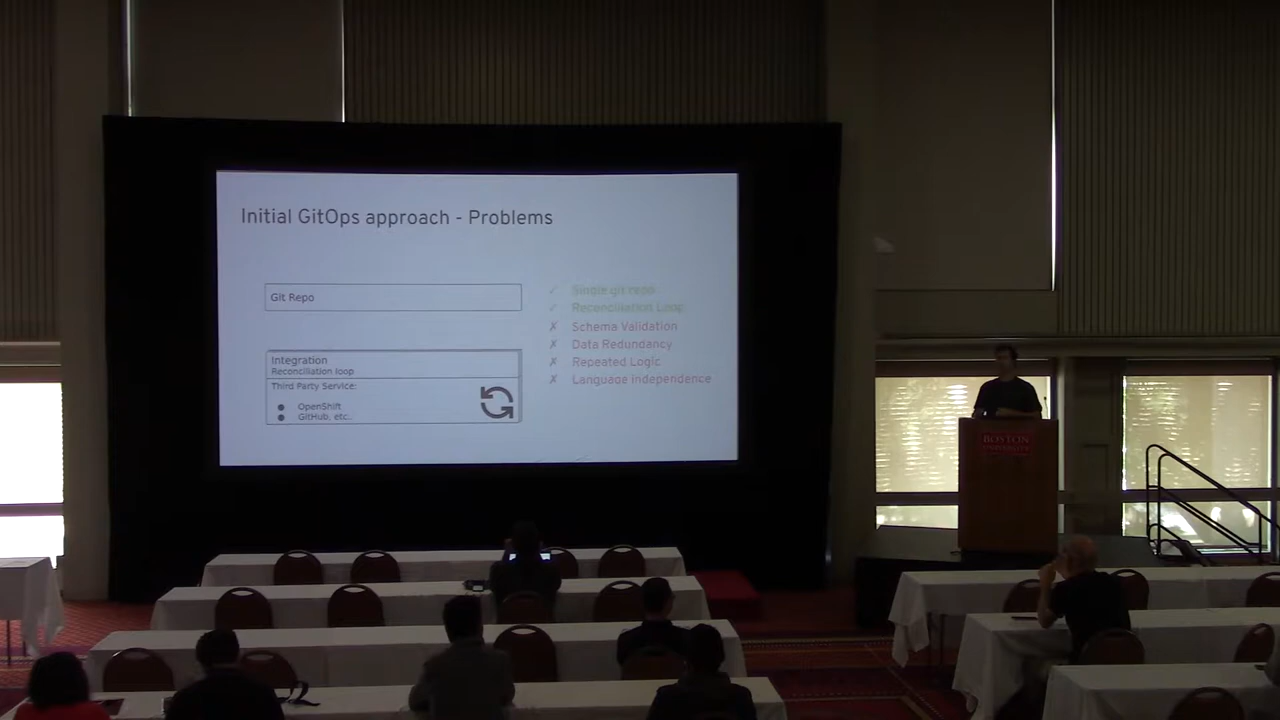 Initial GitOps approach - Problems
Git Repo
Integration
Reconciliation loop
Third Party Service:
● OpenShift
● GitHub, etc..
✓ Single git repo
✓ Reconciliation Loop
✗ Schema Validation
✗ Data Redundancy
✗ Repeated Logic
✗ Language independence
BOSTON
UNIVERSITY